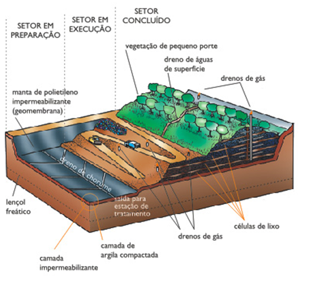 SETOR EM
PREPARAÇÃO
SETOR EM
EXECUÇÃO
SETOR
CONCLUÍDO
vegetação de pequeno porte
dreno de águas
de superfície
drenos de gás
manta de polietileno
impermeabilizante
(geomembrana)
dreno de chorume
saída para
estação de
tratamento
lençol
freático
drenos de gás
células de lixo
camada de
argila compactada
camada
impermeabilizante